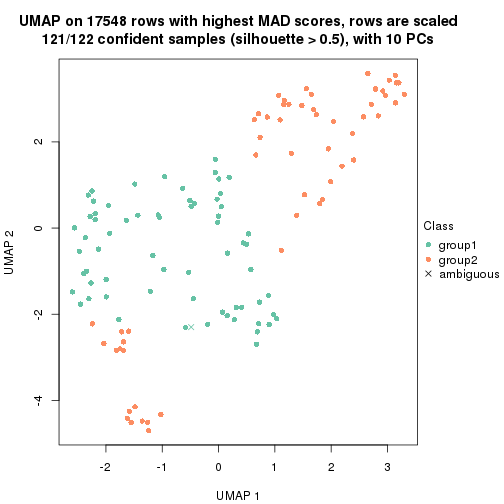 UMAP on 17548 rows with highest MAD scores, rows are scaled
121/122 confident samples (silhouette > 0.5), with 10 PCs
2
0
-2
-4
UMAP 2
-2
-1
0
1
2
3
UMAP 1
Class
group1
group2
ambiguous